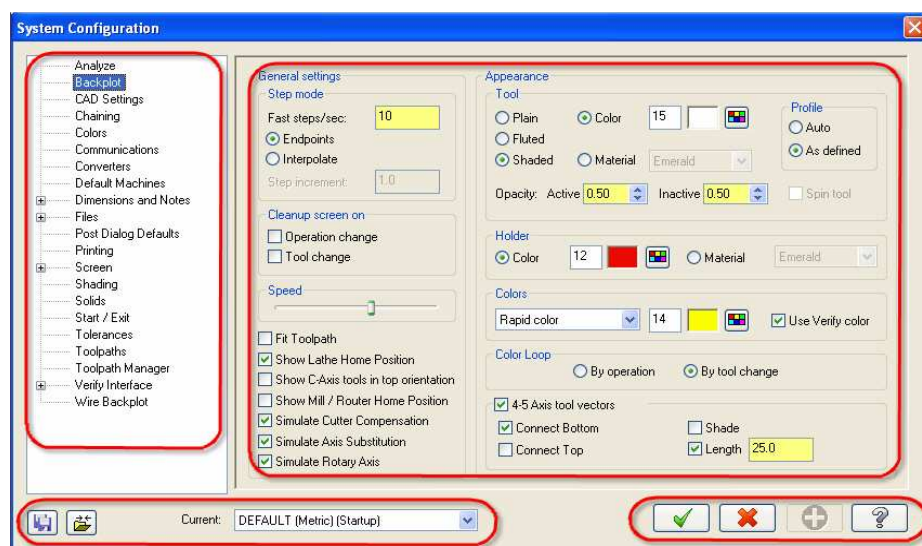 System Configuration
Analyze
Backplot
CAD Settings
Chaining
Colors
Communications
Converters
Default Machines
Dimensions and Notes
Files
Post Dialog Defaults
Printing
Screen
Shading
Solids
Start / Exit
Tolerances
Toolpaths
Toolpath Manager
Verify Interface
Wire Backplot
General settings
Step mode
Fast steps/sec: 10
Endpoints
Interpolate
Step increment: 1.0
Cleanup screen on
Operation change
Tool change
Speed
Fit Toolpath
Show Lathe Home Position
Show C-Axis tools in top orientation
Show Mill / Router Home Position
Simulate Cutter Compensation
Simulate Axis Substitution
Simulate Rotary Axis
Appearance
Tool
Plain Color 15
Fluted
Shaded Material Emerald
Profile
Auto
As defined
Opacity: Active 0.50 Inactive 0.50 Spin tool
Holder
Color 12 Material Emerald
Colors
Rapid color 14 Use Verify color
Color Loop
By operation By tool change
4-5 Axis tool vectors
Connect Bottom Shade
Connect Top Length 25.0
Current: DEFAULT (Metric) (Startup)